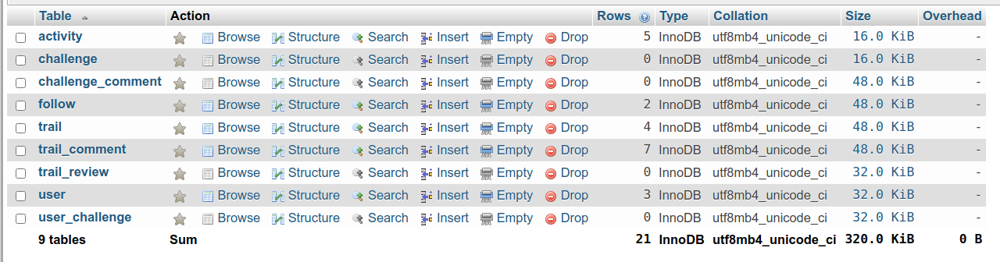 Table Action Rows Type Collation Size Overhead
activity Browse Structure Search Insert Empty Drop 5 InnoDB utf8mb4_unicode_ci 16.0 KiB -
challenge Browse Structure Search Insert Empty Drop 0 InnoDB utf8mb4_unicode_ci 16.0 KiB -
challenge_comment Browse Structure Search Insert Empty Drop 0 InnoDB utf8mb4_unicode_ci 48.0 KiB -
follow Browse Structure Search Insert Empty Drop 2 InnoDB utf8mb4_unicode_ci 48.0 KiB -
trail Browse Structure Search Insert Empty Drop 4 InnoDB utf8mb4_unicode_ci 48.0 KiB -
trail_comment Browse Structure Search Insert Empty Drop 7 InnoDB utf8mb4_unicode_ci 48.0 KiB -
trail_review Browse Structure Search Insert Empty Drop 0 InnoDB utf8mb4_unicode_ci 32.0 KiB -
user Browse Structure Search Insert Empty Drop 3 InnoDB utf8mb4_unicode_ci 32.0 KiB -
user_challenge Browse Structure Search Insert Empty Drop 0 InnoDB utf8mb4_unicode_ci 32.0 KiB -
9 tables Sum 21 InnoDB utf8mb4_unicode_ci 320.0 KiB 0 B